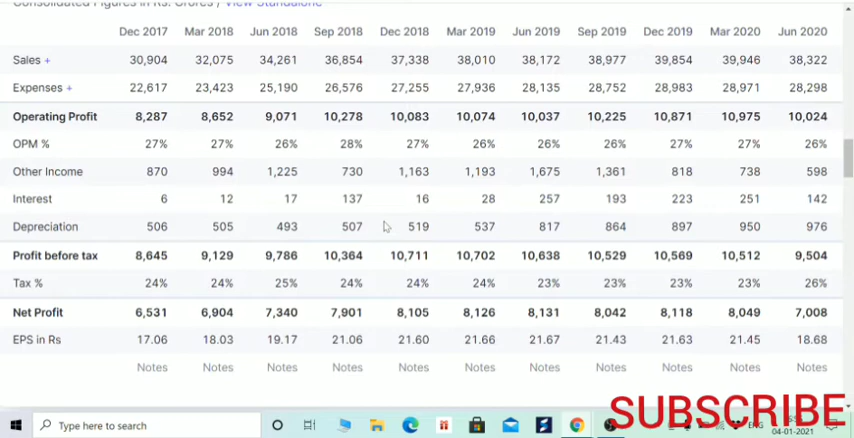 Consolidated Figures in Rs. Crores / View Standalone
Dec 2017 Mar 2018 Jun 2018 Sep 2018 Dec 2018 Mar 2019 Jun 2019 Sep 2019 Dec 2019 Mar 2020 Jun 2020
Sales + 30,904 32,075 34,261 36,854 37,338 38,010 38,172 38,977 39,854 39,946 38,322
Expenses + 22,617 23,423 25,190 26,576 27,255 27,936 28,135 28,752 28,983 28,971 28,298
Operating Profit 8,287 8,652 9,071 10,278 10,083 10,074 10,037 10,225 10,871 10,975 10,024
OPM % 27% 27% 26% 28% 27% 26% 26% 26% 27% 27% 26%
Other Income 870 994 1,225 730 1,163 1,193 1,675 1,361 818 738 598
Interest 6 12 17 137 16 28 257 193 223 251 142
Depreciation 506 505 493 507 519 537 817 864 897 950 976
Profit before tax 8,645 9,129 9,786 10,364 10,711 10,702 10,638 10,529 10,569 10,512 9,504
Tax % 24% 24% 25% 24% 24% 24% 23% 23% 23% 23% 26%
Net Profit 6,531 6,904 7,340 7,901 8,105 8,126 8,131 8,042 8,118 8,049 7,008
EPS in Rs 17.06 18.03 19.17 21.06 21.60 21.66 21.67 21.43 21.63 21.45 18.68
Notes Notes Notes Notes Notes Notes Notes Notes Notes Notes Notes
SUBSCRIBE
Type here to search
ENG
04-01-2021